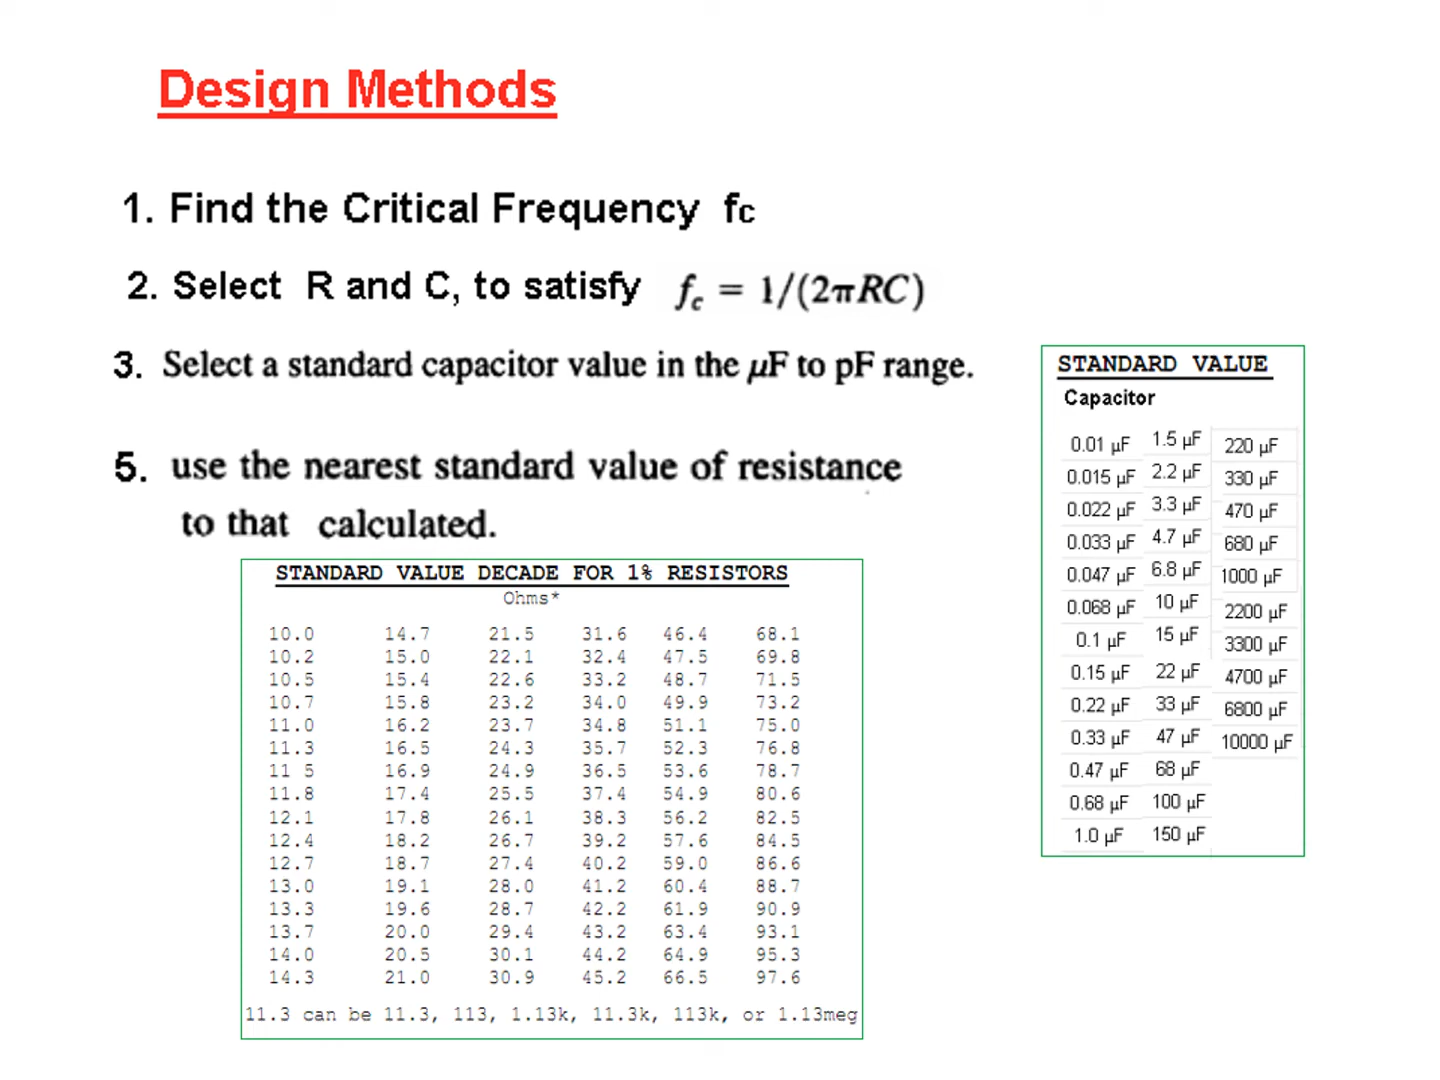 Design Methods
1. Find the Critical Frequency fc
2. Select R and C, to satisfy fc = 1/(2πRC)
3. Select a standard capacitor value in the µF to pF range.
5. use the nearest standard value of resistance
to that calculated.
STANDARD VALUE DECADE FOR 1% RESISTORS
Ohms*
10.0 14.7 21.5 31.6 46.4 68.1
10.2 15.0 22.1 32.4 47.5 69.8
10.5 15.4 22.6 33.2 48.7 71.5
10.7 15.8 23.2 34.0 49.9 73.2
11.0 16.2 23.7 34.8 51.1 75.0
11.3 16.5 24.3 35.7 52.3 76.8
11 5 16.9 24.9 36.5 53.6 78.7
11.8 17.4 25.5 37.4 54.9 80.6
12.1 17.8 26.1 38.3 56.2 82.5
12.4 18.2 26.7 39.2 57.6 84.5
12.7 18.7 27.4 40.2 59.0 86.6
13.0 19.1 28.0 41.2 60.4 88.7
13.3 19.6 28.7 42.2 61.9 90.9
13.7 20.0 29.4 43.2 63.4 93.1
14.0 20.5 30.1 44.2 64.9 95.3
14.3 21.0 30.9 45.2 66.5 97.6
11.3 can be 11.3, 113, 1.13k, 11.3k, 113k, or 1.13meg
STANDARD VALUE
Capacitor
0.01 µF 1.5 µF 220 µF
0.015 µF 2.2 µF 330 µF
0.022 µF 3.3 µF 470 µF
0.033 µF 4.7 µF 680 µF
0.047 µF 6.8 µF 1000 µF
0.068 µF 10 µF 2200 µF
0.1 µF 15 µF 3300 µF
0.15 µF 22 µF 4700 µF
0.22 µF 33 µF 6800 µF
0.33 µF 47 µF 10000 µF
0.47 µF 68 µF
0.68 µF 100 µF
1.0 µF 150 µF